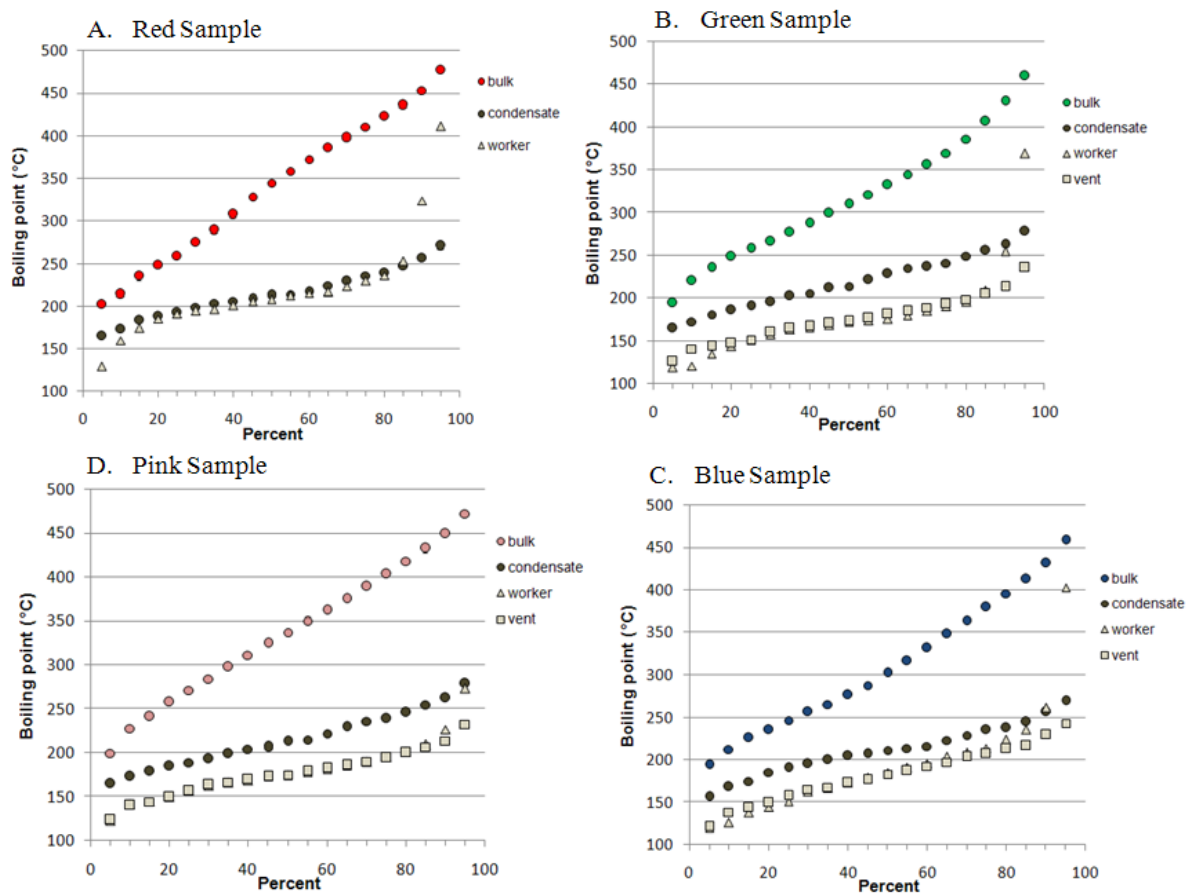 A. Red Sample
500
450
400
350
300
250
200
150
100
Boiling point (°C)
0 20 40 60 80 100
Percent
bulk
condensate
worker
B. Green Sample
500
450
400
350
300
250
200
150
100
Boiling point (°C)
0 20 40 60 80 100
Percent
bulk
condensate
worker
vent
D. Pink Sample
500
450
400
350
300
250
200
150
100
Boiling point (°C)
0 20 40 60 80 100
Percent
bulk
condensate
worker
vent
C. Blue Sample
500
450
400
350
300
250
200
150
100
Boiling point (°C)
0 20 40 60 80 100
Percent
bulk
condensate
worker
vent